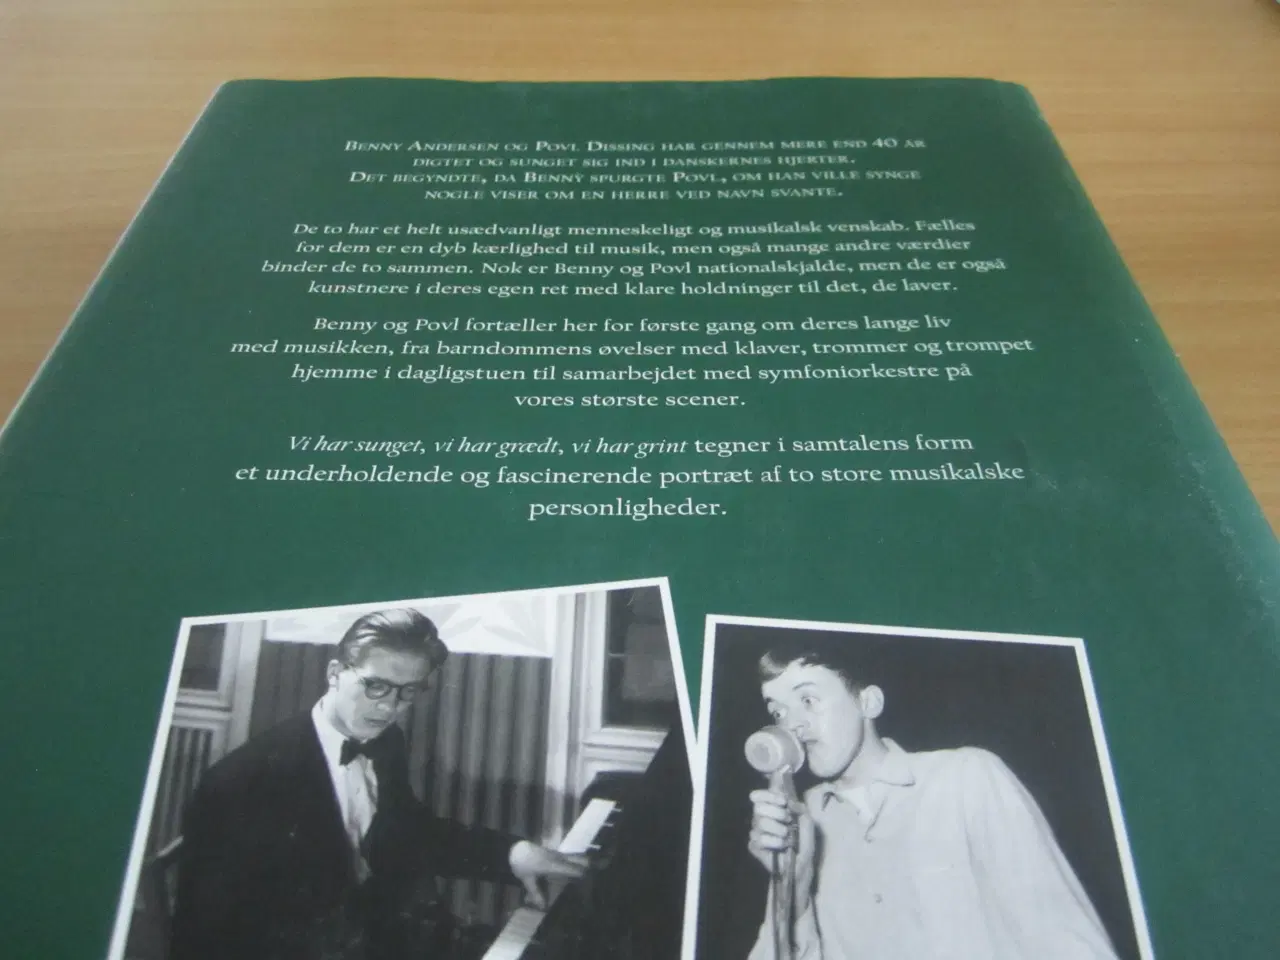 Benny Andersen og Povl Dissing har gennem mere end 40 år
digtet og sunget sig ind i danskernes hjerter.
Det begyndte, da Benny spurgte Povl, om han ville synge
nogle viser om en herre ved navn Svante.
De to har et helt usædvanligt menneskeligt og musikalsk venskab. Fælles
for dem er en dyb kærlighed til musik, men også mange andre værdier
binder de to sammen. Nok er Benny og Povl nationalskjalde, men de er også
kunstnere i deres egen ret med klare holdninger til det, de laver.
Benny og Povl fortæller her for første gang om deres lange liv
med musikken, fra barndommens øvelser med klaver, trommer og trompet
hjemme i dagligstuen til samarbejdet med symfoniorkestre på
vores største scener.
Vi har sunget, vi har grædt, vi har grint tegner i samtalens form
et underholdende og fascinerende portræt af to store musikalske
personligheder.